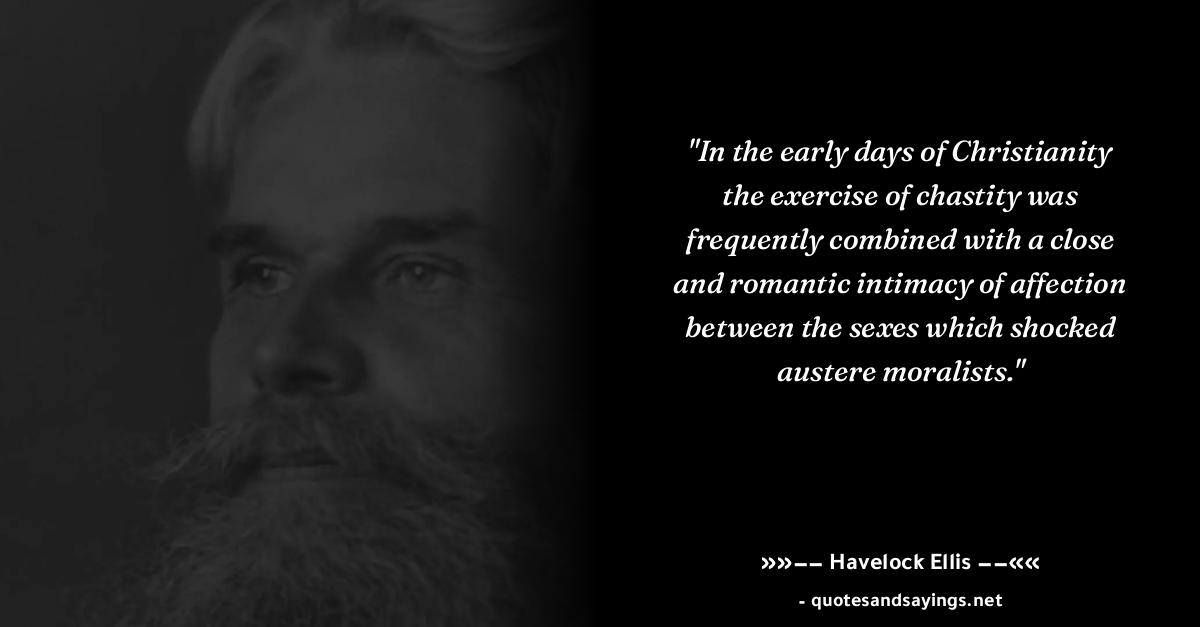 "In the early days of Christianity
the exercise of chastity was
frequently combined with a close
and romantic intimacy of affection
between the sexes which shocked
austere moralists."
»»−− Havelock Ellis −−««
- quotesandsayings.net